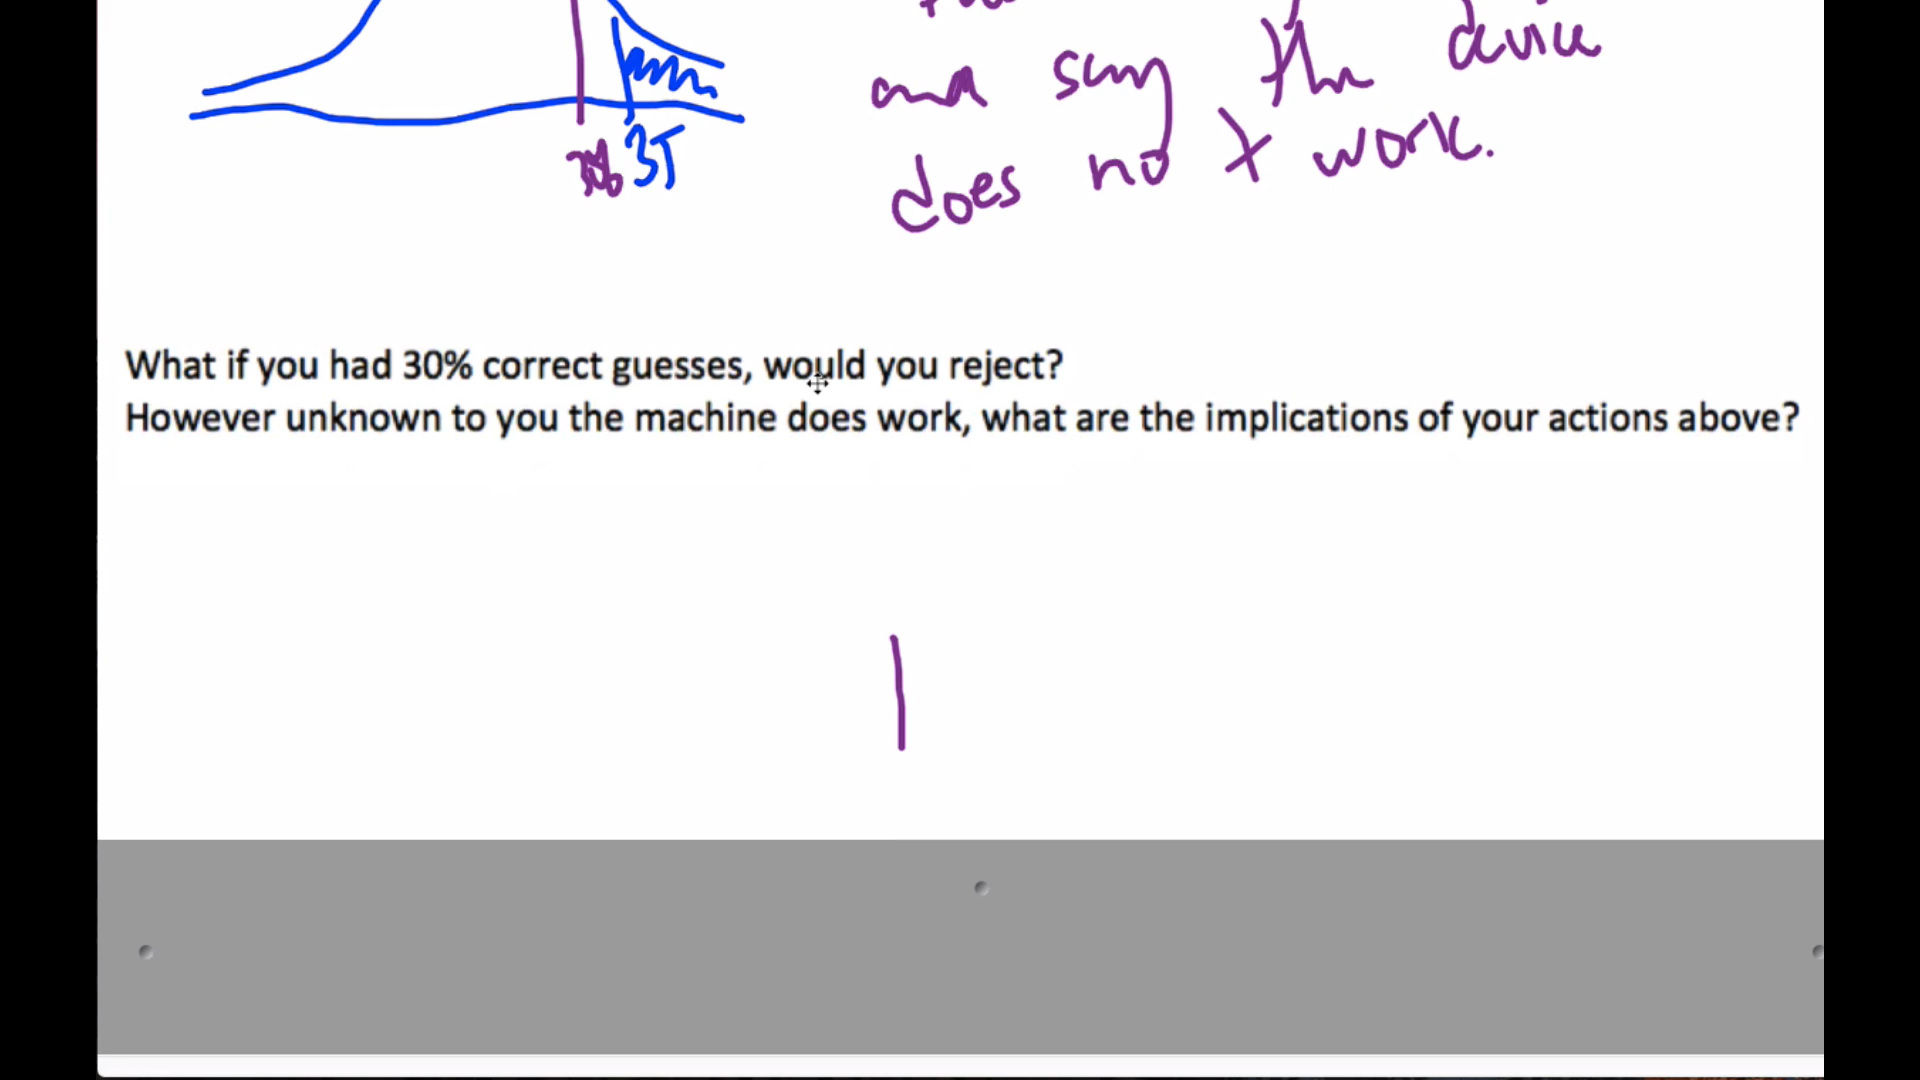 and say the device
does not work.
35
What if you had 30% correct guesses, would you reject?
However unknown to you the machine does work, what are the implications of your actions above?